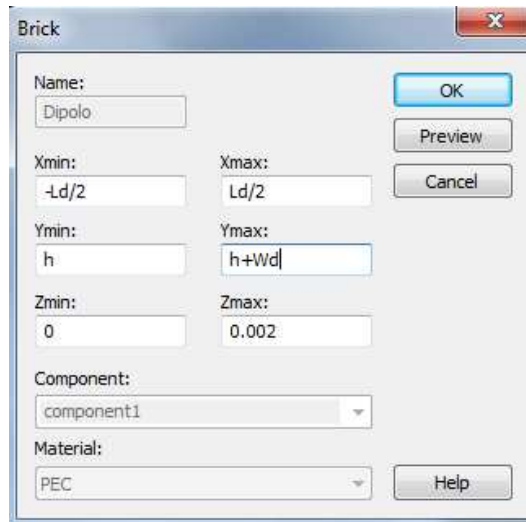 Brick
Name:
Dipolo
OK
Preview
Cancel
Xmin:
Xmax:
-Ld/2
Ld/2
Ymin:
Ymax:
h
h+Wd
Zmin:
Zmax:
0
0.002
Component:
component1
Material:
PEC
Help